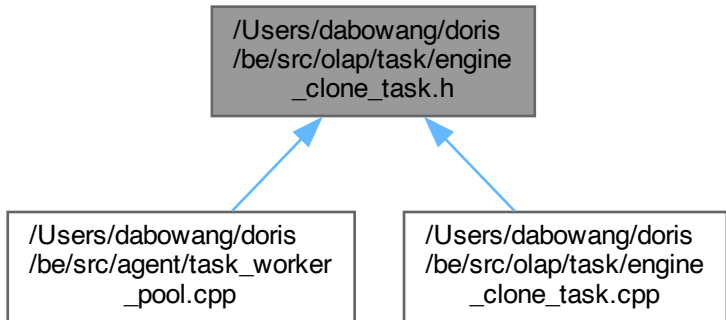 /Users/dabowang/doris
/be/src/olap/task/engine
_clone_task.h
/Users/dabowang/doris
/be/src/agent/task_worker
_pool.cpp
/Users/dabowang/doris
/be/src/olap/task/engine
_clone_task.cpp